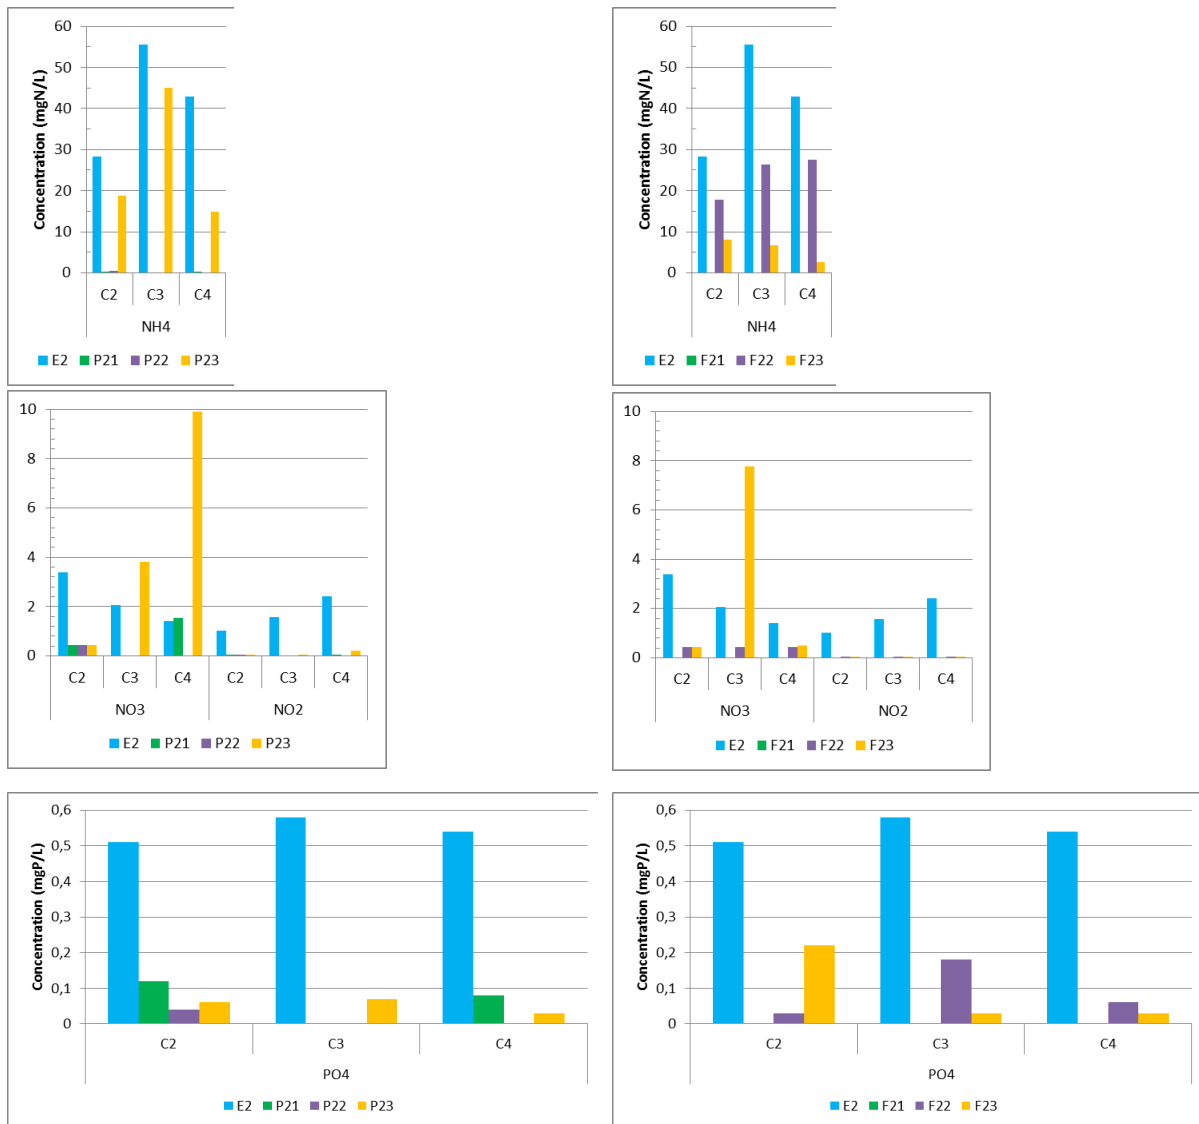 Concentration (mgN/L)
60
50
40
30
20
10
0
C2 C3 C4
NH4
E2 P21 P22 P23
Concentration (mgN/L)
60
50
40
30
20
10
0
C2 C3 C4
NH4
E2 F21 F22 F23
10
8
6
4
2
0
C2 C3 C4 C2 C3 C4
NO3 NO2
E2 P21 P22 P23
10
8
6
4
2
0
C2 C3 C4 C2 C3 C4
NO3 NO2
E2 F21 F22 F23
Concentration (mgP/L)
0,6
0,5
0,4
0,3
0,2
0,1
0
C2 C3 C4
PO4
E2 P21 P22 P23
Concentration (mgP/L)
0,6
0,5
0,4
0,3
0,2
0,1
0
C2 C3 C4
PO4
E2 F21 F22 F23